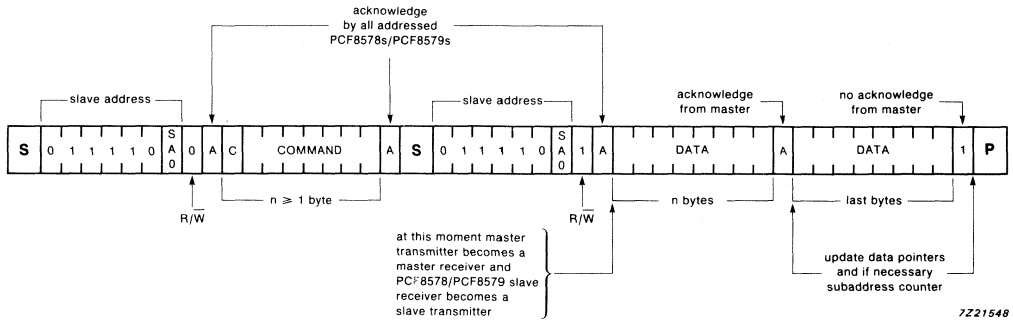 acknowledge
by all addressed
PCF8578s/PCF8579s
slave address
slave address
acknowledge
from master
no acknowledge
from master
S 0 1 1 1 1 0 S A 0 0 A C COMMAND A S 0 1 1 1 1 0 S A 0 1 A DATA A DATA 1 P
R/W̅
n ⩾ 1 byte
R/W̅
n bytes
last bytes
at this moment master
transmitter becomes a
master receiver and
PCF8578/PCF8579 slave
receiver becomes a
slave transmitter
update data pointers
and if necessary
subaddress counter
7Z21548